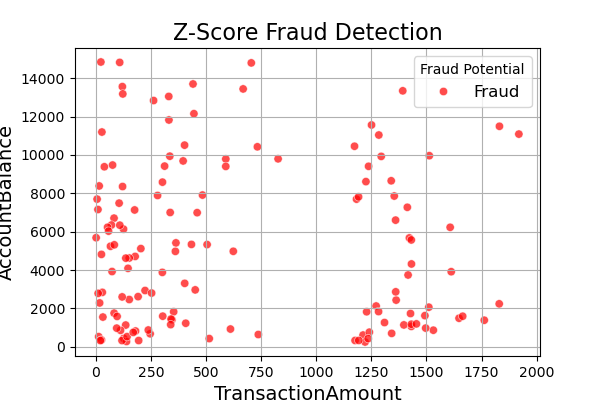 Z-Score Fraud Detection
Fraud Potential
Fraud
AccountBalance
14000
12000
10000
8000
6000
4000
2000
0
0 250 500 750 1000 1250 1500 1750 2000
TransactionAmount